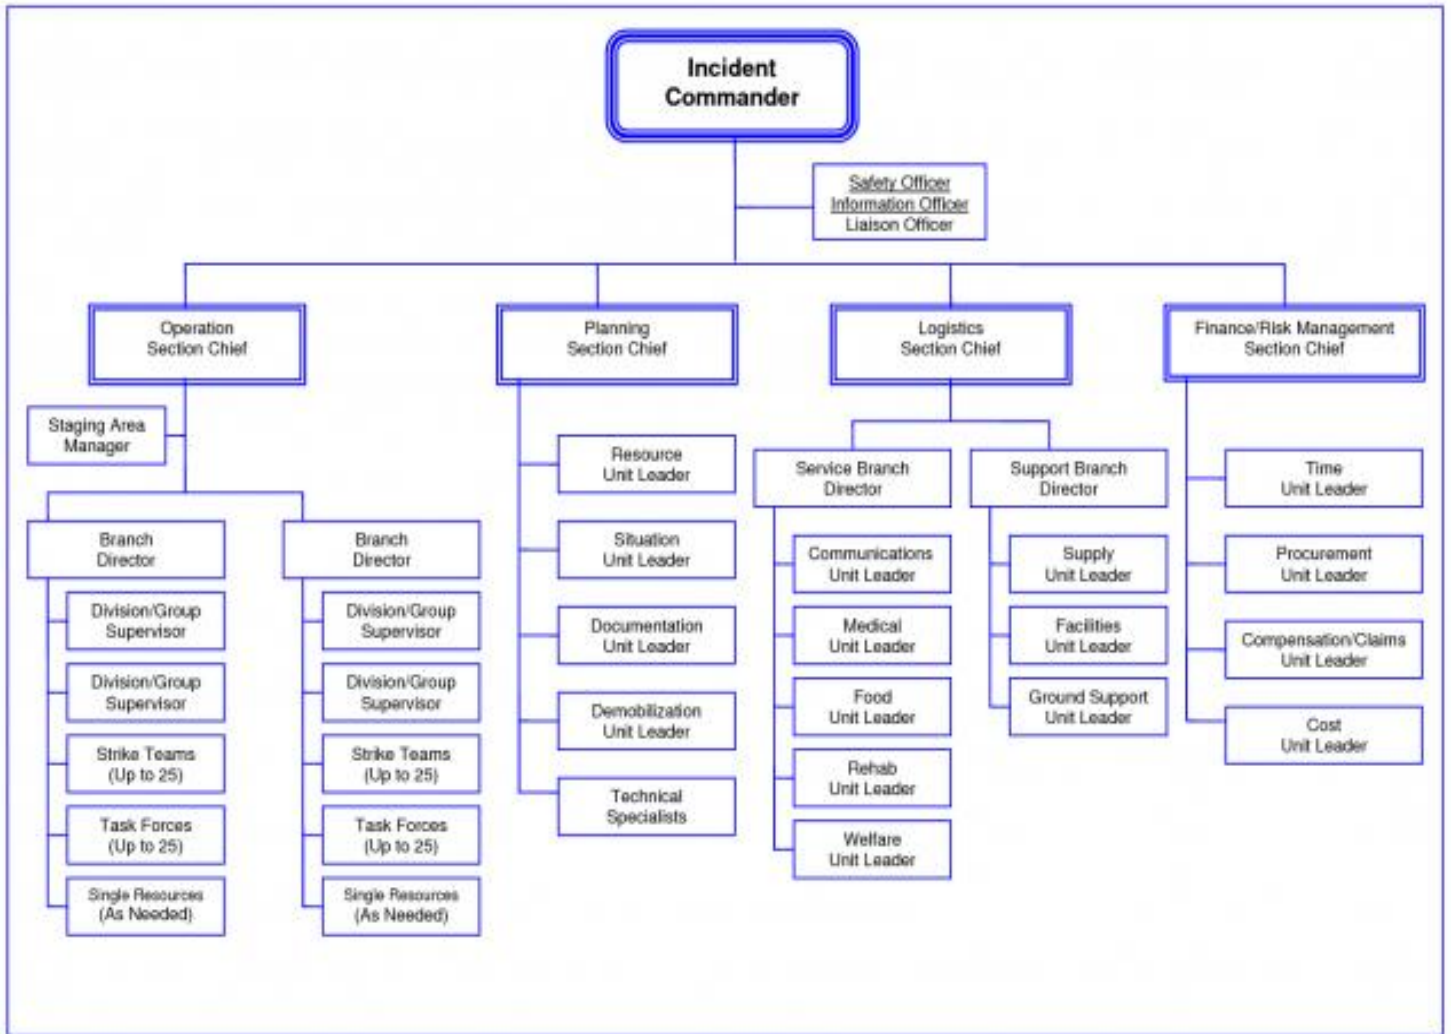 Incident
Commander
Safety Officer
Information Officer
Liaison Officer
Operation
Section Chief
Planning
Section Chief
Logistics
Section Chief
Finance/Risk Management
Section Chief
Staging Area
Manager
Branch
Director
Division/Group
Supervisor
Division/Group
Supervisor
Strike Teams
(Up to 25)
Task Forces
(Up to 25)
Single Resources
(As Needed)
Branch
Director
Division/Group
Supervisor
Division/Group
Supervisor
Strike Teams
(Up to 25)
Task Forces
(Up to 25)
Single Resources
(As Needed)
Resource
Unit Leader
Situation
Unit Leader
Documentation
Unit Leader
Demobilization
Unit Leader
Technical
Specialists
Service Branch
Director
Communications
Unit Leader
Medical
Unit Leader
Food
Unit Leader
Rehab
Unit Leader
Welfare
Unit Leader
Support Branch
Director
Supply
Unit Leader
Facilities
Unit Leader
Ground Support
Unit Leader
Time
Unit Leader
Procurement
Unit Leader
Compensation/Claims
Unit Leader
Cost
Unit Leader